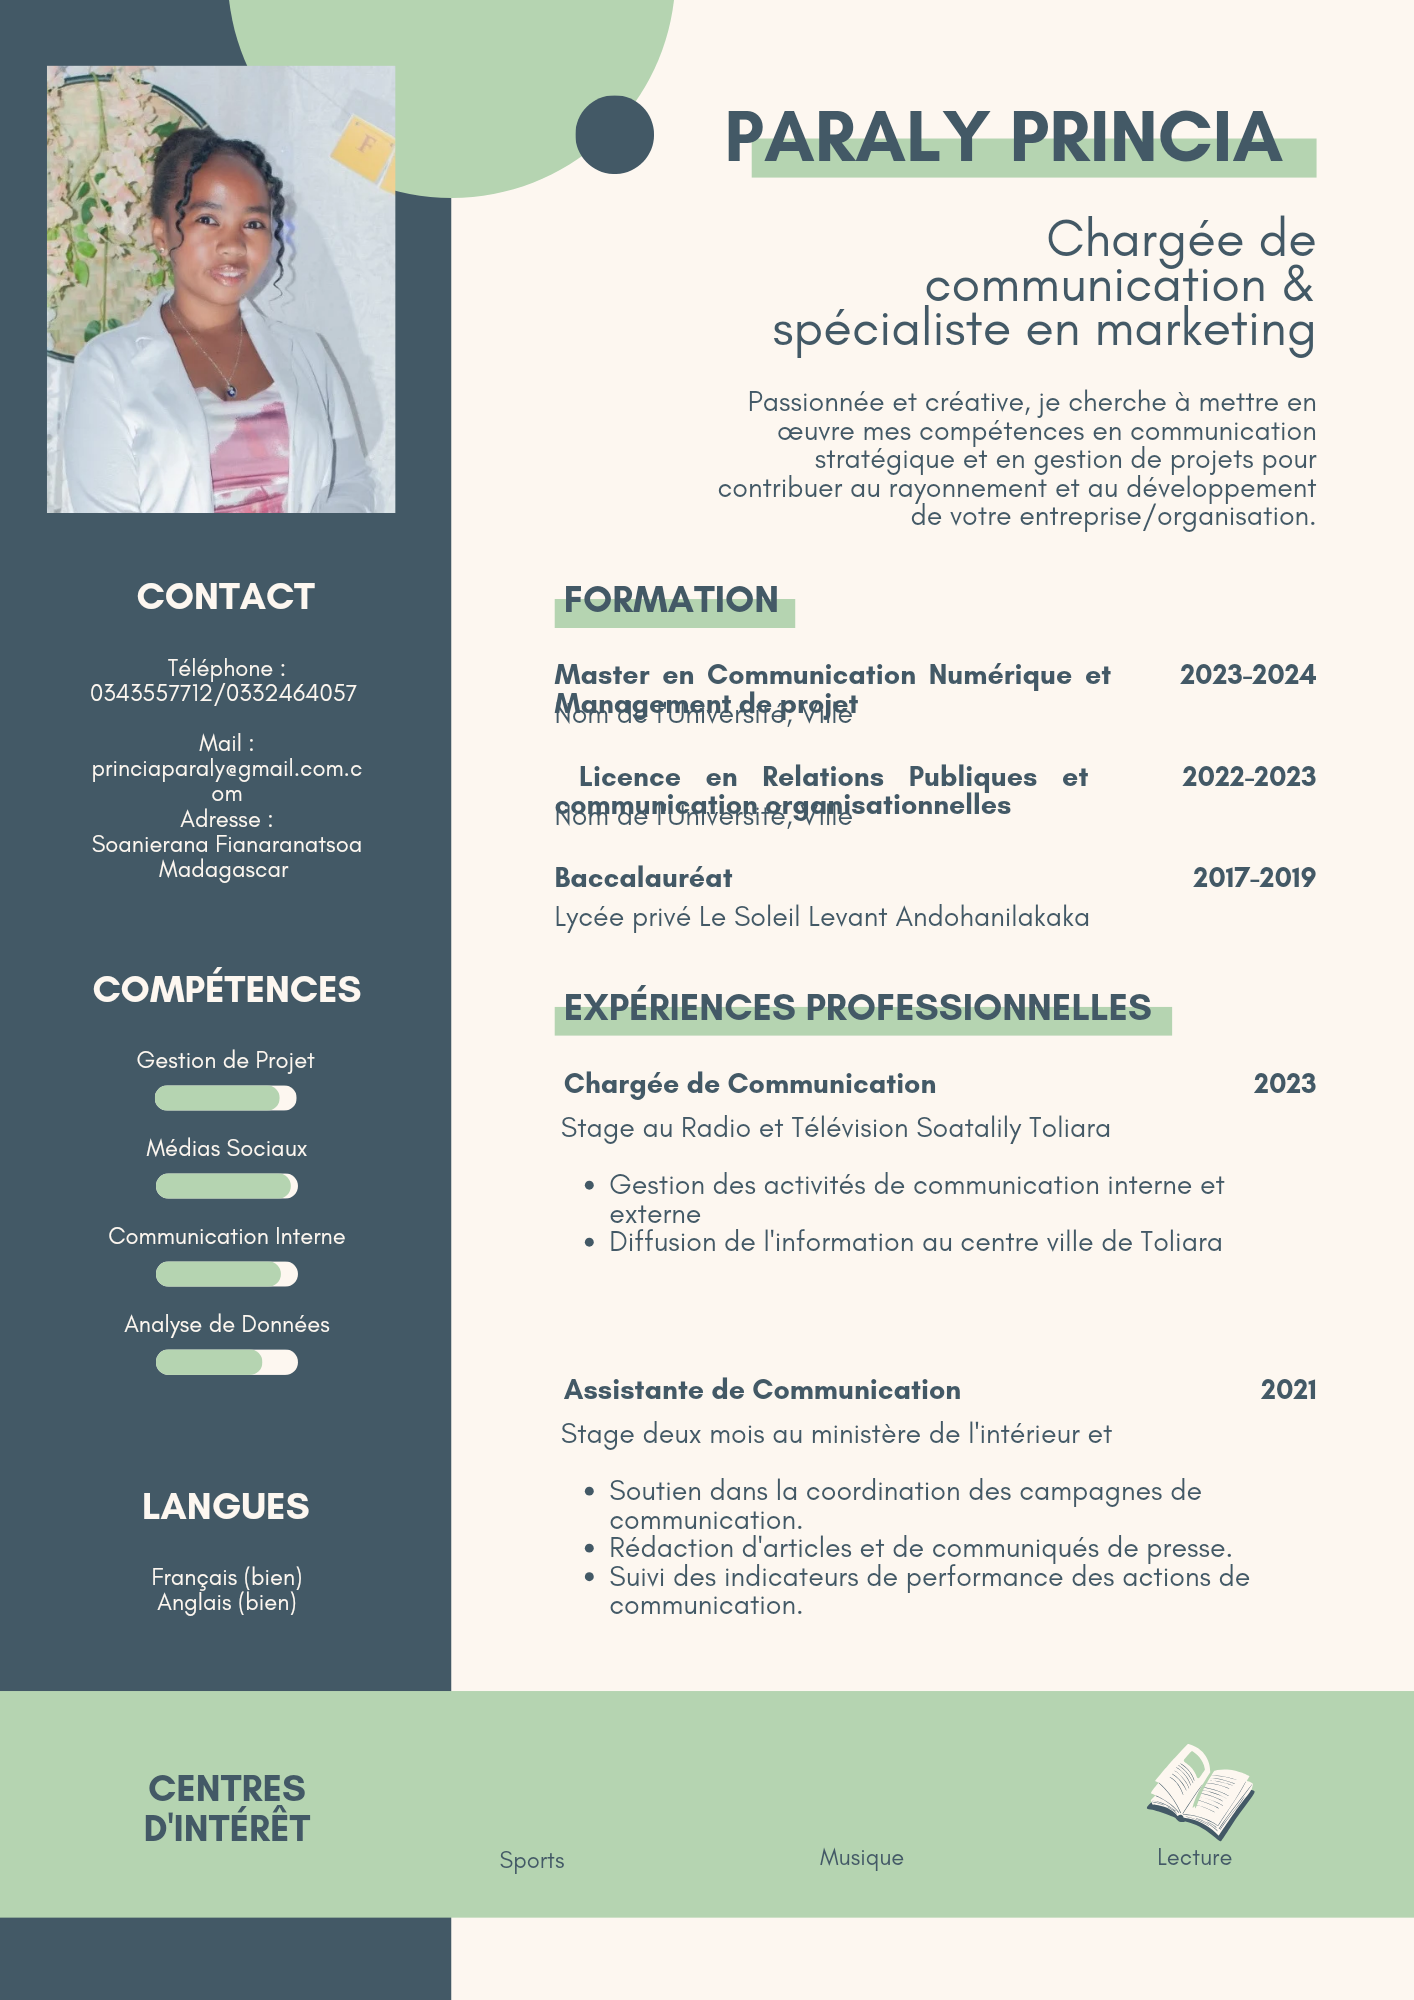 F
PARALY PRINCIA
Chargée de
communication &
spécialiste en marketing
Passionnée et créative, je cherche à mettre en
œuvre mes compétences en communication
stratégique et en gestion de projets pour
contribuer au rayonnement et au développement
de votre entreprise/organisation.
CONTACT
Téléphone :
0343557712/0332464057
Mail :
princiaparaly@gmail.com.c
om
Adresse :
Soanierana Fianaranatsoa
Madagascar
COMPÉTENCES
Gestion de Projet
Médias Sociaux
Communication Interne
Analyse de Données
LANGUES
Français (bien)
Anglais (bien)
FORMATION
Master en Communication Numérique et 2023-2024
Management de projet
Nom de l'Université, Ville
Licence en Relations Publiques et 2022-2023
communication organisationnelles
Nom de l'Université, Ville
Baccalauréat 2017-2019
Lycée privé Le Soleil Levant Andohanilakaka
EXPÉRIENCES PROFESSIONNELLES
Chargée de Communication 2023
Stage au Radio et Télévision Soatalily Toliara
• Gestion des activités de communication interne et
externe
• Diffusion de l'information au centre ville de Toliara
Assistante de Communication 2021
Stage deux mois au ministère de l'intérieur et
• Soutien dans la coordination des campagnes de
communication.
• Rédaction d'articles et de communiqués de presse.
• Suivi des indicateurs de performance des actions de
communication.
CENTRES
D'INTÉRÊT
Sports
Musique
Lecture